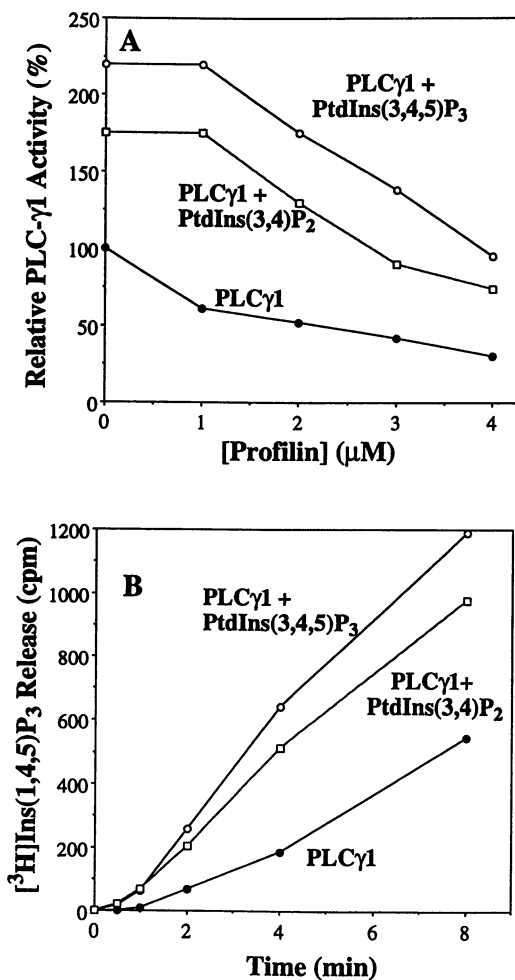 A
Relative PLC-γ1 Activity (%)
250
200
150
100
50
0
PLCγ1 +
PtdIns(3,4,5)P₃
PLCγ1 +
PtdIns(3,4)P₂
PLCγ1
0 1 2 3 4
[Profilin] (μM)
B
[³H]Ins(1,4,5)P₃ Release (cpm)
1200
1000
800
600
400
200
0
PLCγ1 +
PtdIns(3,4,5)P₃
PLCγ1+
PtdIns(3,4)P₂
PLCγ1
0 2 4 6 8
Time (min)